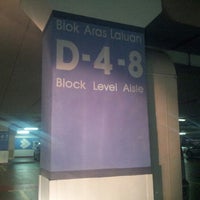 Blok Aras Laluan
D-4-8
Block Level Aisle